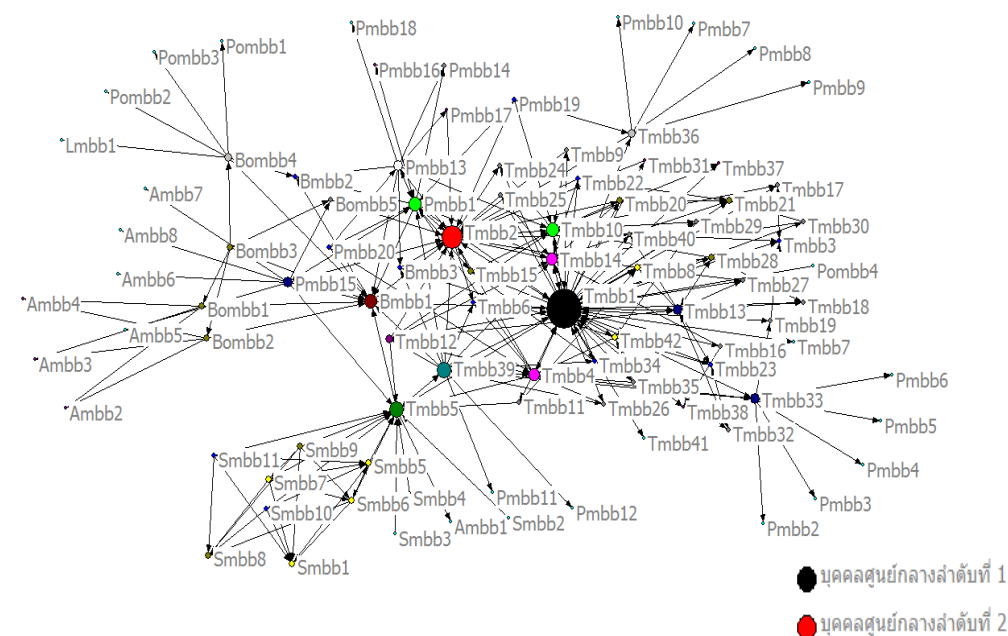 Pmbb18
Pmbb10
Pmbb7
Pombb3
Pombb1
Pmbb8
Pmbb16
Pmbb14
Pombb2
Pmbb9
Pmbb19
Pmbb17
Lmbb1
Tmbb36
Bombb4
Pmbb13
Tmbb9
Tmbb24
Tmbb31
Tmbb37
Bmbb2
Tmbb22
Ambb7
Tmbb17
Bombb5
Pmbb1
Tmbb25
Tmbb20
Tmbb21
Ambb8
Tmbb2
Tmbb10
Tmbb29
Tmbb30
Tmbb40
Tmbb3
Bombb3
Pmbb20
Tmbb14
Tmbb28
Ambb6
Pmbb15
Bmbb3
Tmbb15
Tmbb8
Pombb4
Tmbb27
Ambb4
Bombb1
Bmbb1
Tmbb6
Tmbb1
Tmbb13
Tmbb18
Ambb5
Bombb2
Tmbb12
Tmbb42
Tmbb19
Tmbb7
Ambb3
Tmbb39
Tmbb4
Tmbb34
Tmbb16
Tmbb23
Pmbb6
Ambb2
Tmbb5
Tmbb11
Tmbb35
Tmbb26
Tmbb38
Tmbb33
Pmbb5
Tmbb41
Tmbb32
Smbb11
Smbb9
Smbb5
Pmbb4
Smbb7
Smbb6
Smbb4
Pmbb11
Pmbb3
Smbb10
Ambb1
Smbb2
Pmbb12
Pmbb2
Smbb3
Smbb8
Smbb1
บุคคลศูนย์กลางลำดับที่ 1
บุคคลศูนย์กลางลำดับที่ 2